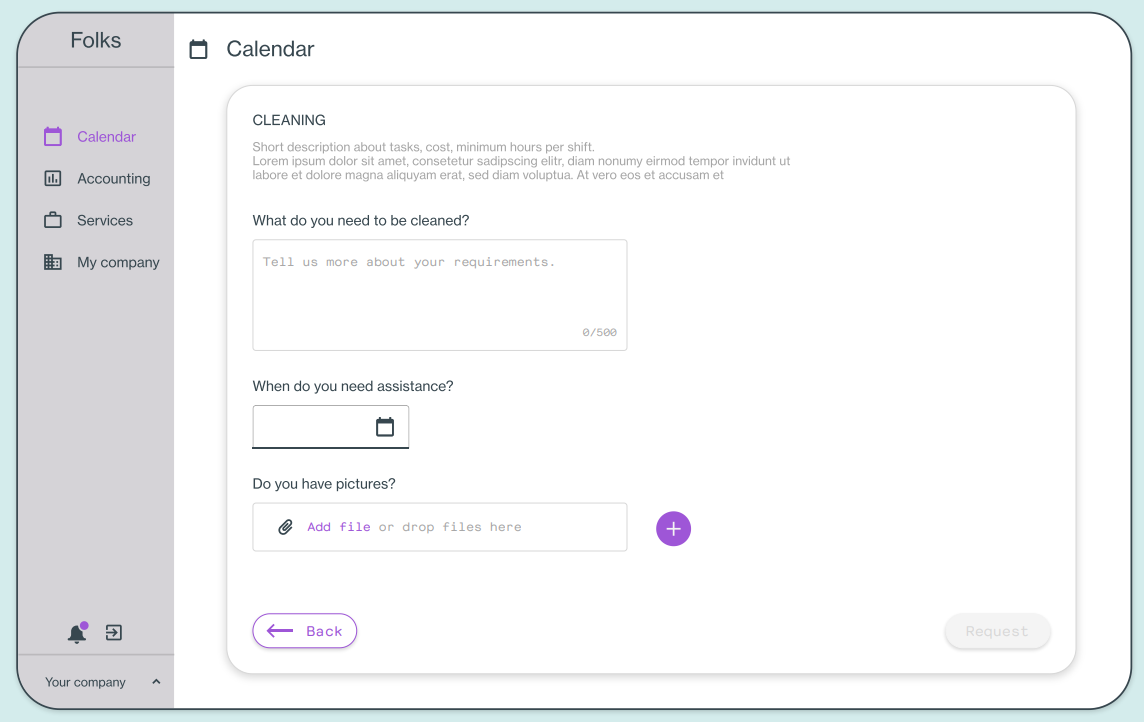 Folks
Calendar
Accounting
Services
My company
Your company
Calendar
CLEANING
Short description about tasks, cost, minimum hours per shift.
Lorem ipsum dolor sit amet, consetetur sadipscing elitr, diam nonumy eirmod tempor invidunt ut
labore et dolore magna aliquyam erat, sed diam voluptua. At vero eos et accusam et
What do you need to be cleaned?
Tell us more about your requirements.
0/500
When do you need assistance?
Do you have pictures?
Add file or drop files here
Back
Request